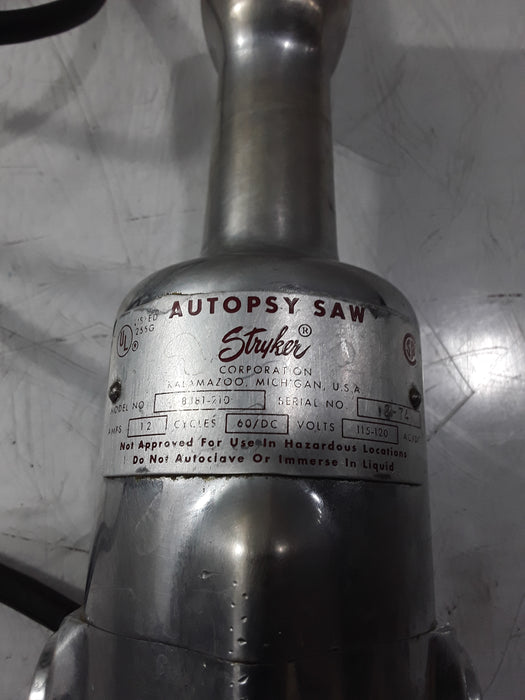 AUTOPSY SAW
UL®
Stryker®
CORPORATION
KALAMAZOO, MICHIGAN, U.S.A.
MODEL NO SERIAL NO.
AMPS CYCLES 60/DC VOLTS 115-120
Not Approved For Use In Hazardous Locations
Do Not Autoclave Or Immerse In Liquid